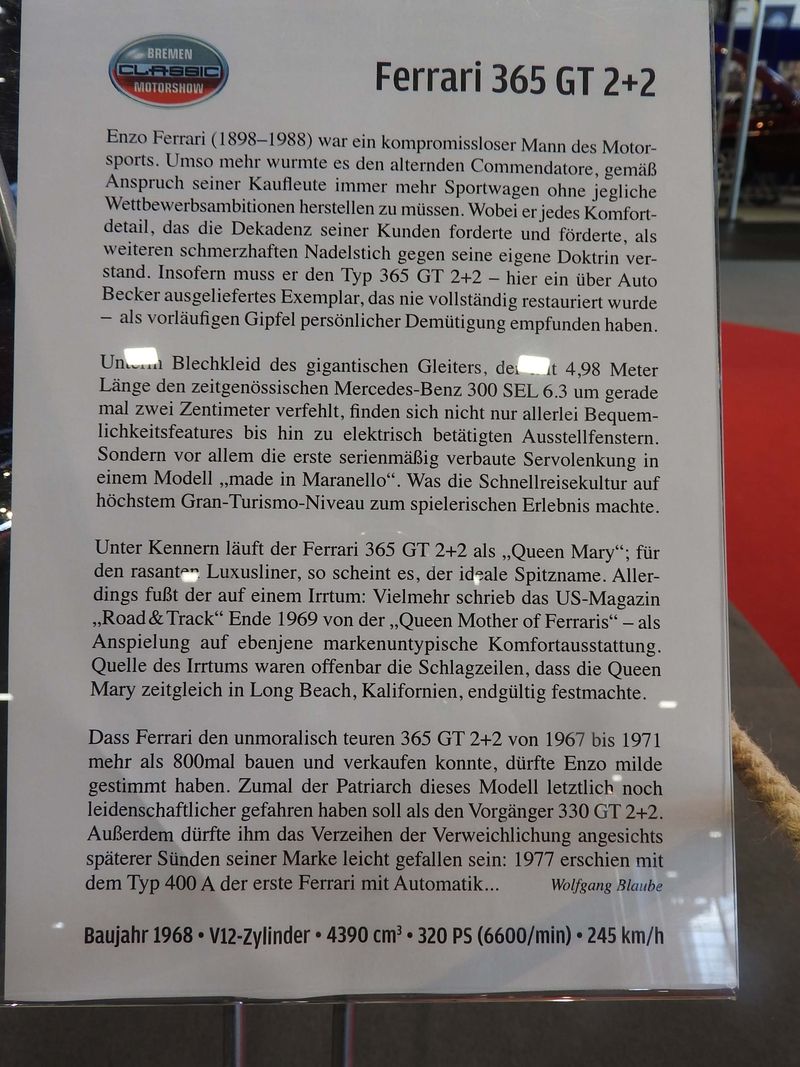 BREMEN
CLASSIC
MOTORSHOW
Ferrari 365 GT 2+2
Enzo Ferrari (1898–1988) war ein kompromissloser Mann des Motor-
sports. Umso mehr wurmte es den alternden Commendatore, gemäß
Anspruch seiner Kaufleute immer mehr Sportwagen ohne jegliche
Wettbewerbsambitionen herstellen zu müssen. Wobei er jedes Komfort-
detail, das die Dekadenz seiner Kunden forderte und förderte, als
weiteren schmerzhaften Nadelstich gegen seine eigene Doktrin ver-
stand. Insofern muss er den Typ 365 GT 2+2 – hier ein über Auto
Becker ausgeliefertes Exemplar, das nie vollständig restauriert wurde
– als vorläufigen Gipfel persönlicher Demütigung empfunden haben.
Blechkleid des gigantischen Gleiters, 4,98 Meter
Länge den zeitgenössischen Mercedes-Benz 300 SEL 6.3 um gerade
mal zwei Zentimeter verfehlt, finden sich nicht nur allerlei Bequem-
lichkeitsfeatures bis hin zu elektrisch betätigten Ausstellfenstern.
Sondern vor allem die erste serienmäßig verbaute Servolenkung in
einem Modell „made in Maranello“. Was die Schnellreisekultur auf
höchstem Gran-Turismo-Niveau zum spielerischen Erlebnis machte.
Unter Kennern läuft der Ferrari 365 GT 2+2 als „Queen Mary“; für
den rasanten Luxusliner, so scheint es, der ideale Spitzname. Aller-
dings fußt der auf einem Irrtum: Vielmehr schrieb das US-Magazin
„Road & Track“ Ende 1969 von der „Queen Mother of Ferraris“ – als
Anspielung auf ebenjene markenuntypische Komfortausstattung.
Quelle des Irrtums waren offenbar die Schlagzeilen, dass die Queen
Mary zeitgleich in Long Beach, Kalifornien, endgültig festmachte.
Dass Ferrari den unmoralisch teuren 365 GT 2+2 von 1967 bis 1971
mehr als 800mal bauen und verkaufen konnte, dürfte Enzo milde
gestimmt haben. Zumal der Patriarch dieses Modell letztlich noch
leidenschaftlicher gefahren haben soll als den Vorgänger 330 GT 2+2.
Außerdem dürfte ihm das Verzeihen der Verweichlichung angesichts
späterer Sünden seiner Marke leicht gefallen sein: 1977 erschien mit
dem Typ 400 A der erste Ferrari mit Automatik... Wolfgang Blaube
Baujahr 1968 • V12-Zylinder • 4390 cm³ • 320 PS (6600/min) • 245 km/h